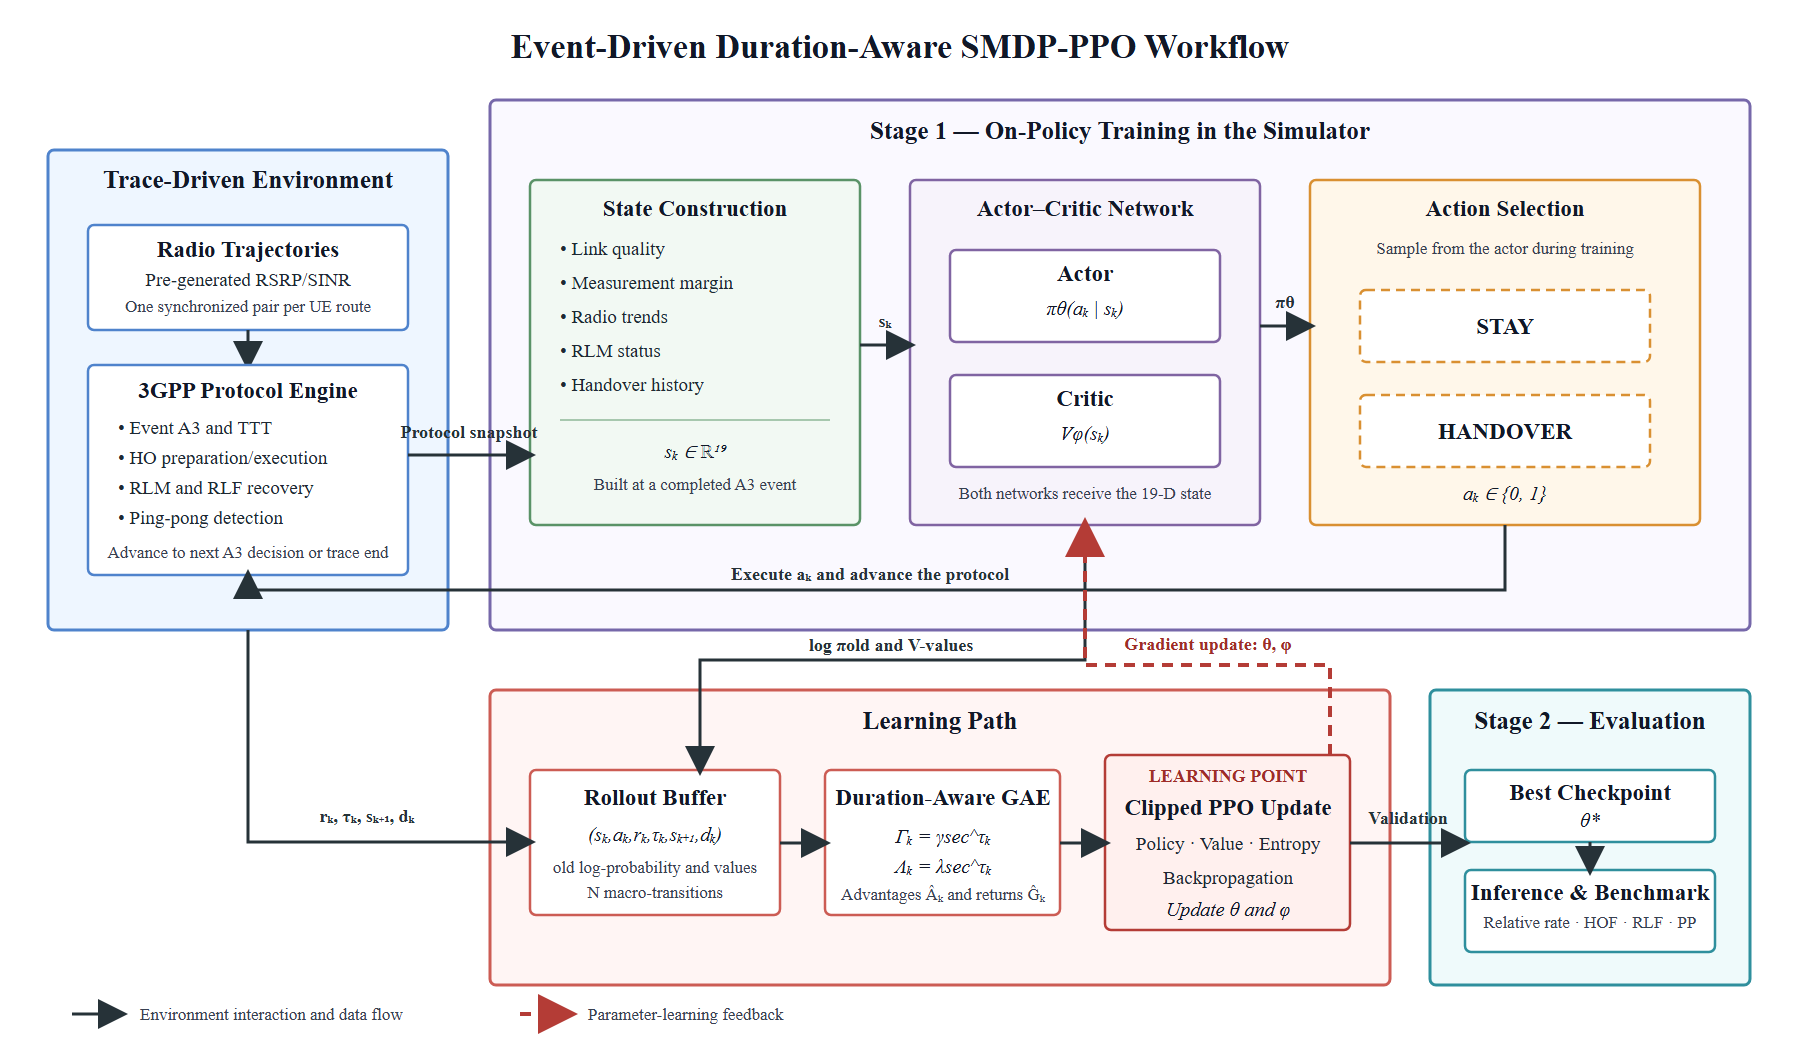 Event-Driven Duration-Aware SMDP-PPO Workflow
Trace-Driven Environment
Radio Trajectories
Pre-generated RSRP/SINR
One synchronized pair per UE route
3GPP Protocol Engine
• Event A3 and TTT
• HO preparation/execution
• RLM and RLF recovery
• Ping-pong detection
Advance to next A3 decision or trace end
Protocol snapshot
Stage 1 — On-Policy Training in the Simulator
State Construction
• Link quality
• Measurement margin
• Radio trends
• RLM status
• Handover history
sₖ ∈ ℝ¹⁹
Built at a completed A3 event
sₖ
Actor–Critic Network
Actor
πθ(aₖ | sₖ)
Critic
Vφ(sₖ)
Both networks receive the 19-D state
πθ
Action Selection
Sample from the actor during training
STAY
HANDOVER
aₖ ∈ {0, 1}
Execute aₖ and advance the protocol
log πold and V-values
Gradient update: θ, φ
rₖ, τₖ, sₖ₊₁, dₖ
Learning Path
Rollout Buffer
(sₖ,aₖ,rₖ,τₖ,sₖ₊₁,dₖ)
old log-probability and values
N macro-transitions
Duration-Aware GAE
Γₖ = γsec^τₖ
Λₖ = λsec^τₖ
Advantages Âₖ and returns Ĝₖ
LEARNING POINT
Clipped PPO Update
Policy · Value · Entropy
Backpropagation
Update θ and φ
Validation
Stage 2 — Evaluation
Best Checkpoint
θ*
Inference & Benchmark
Relative rate · HOF · RLF · PP
Environment interaction and data flow
Parameter-learning feedback